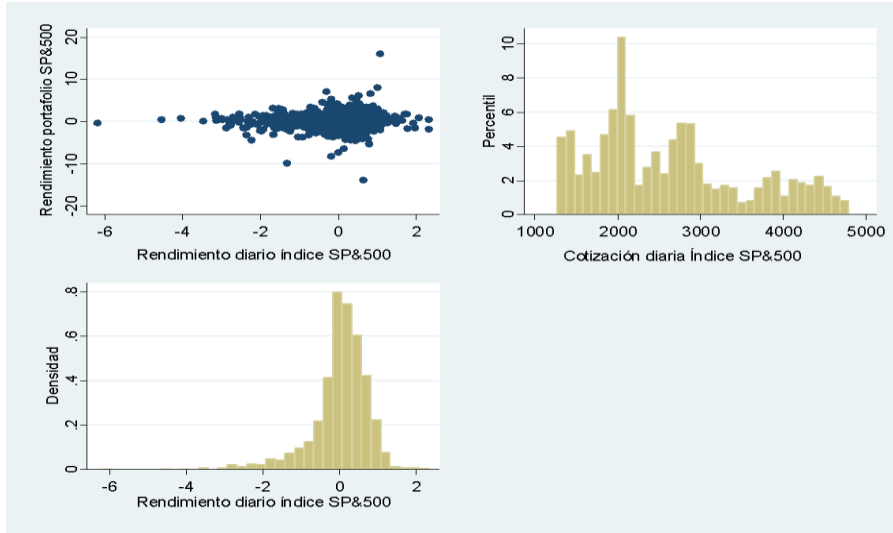 Rendimiento portafolio SP&500
20
10
0
-10
-20
-6 -4 -2 0 2
Rendimiento diario índice SP&500
Percentil
10
8
6
4
2
0
1000 2000 3000 4000 5000
Cotización diaria Índice SP&500
Densidad
.8
.6
.4
.2
0
-6 -4 -2 0 2
Rendimiento diario índice SP&500